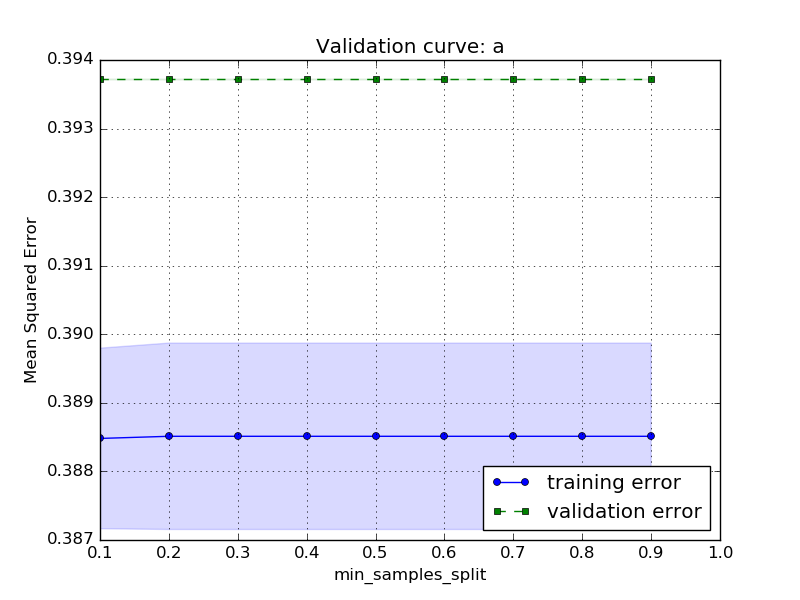 Validation curve: a
0.394
0.393
0.392
0.391
0.390
0.389
0.388
0.387
Mean Squared Error
0.1 0.2 0.3 0.4 0.5 0.6 0.7 0.8 0.9 1.0
min_samples_split
training error
validation error